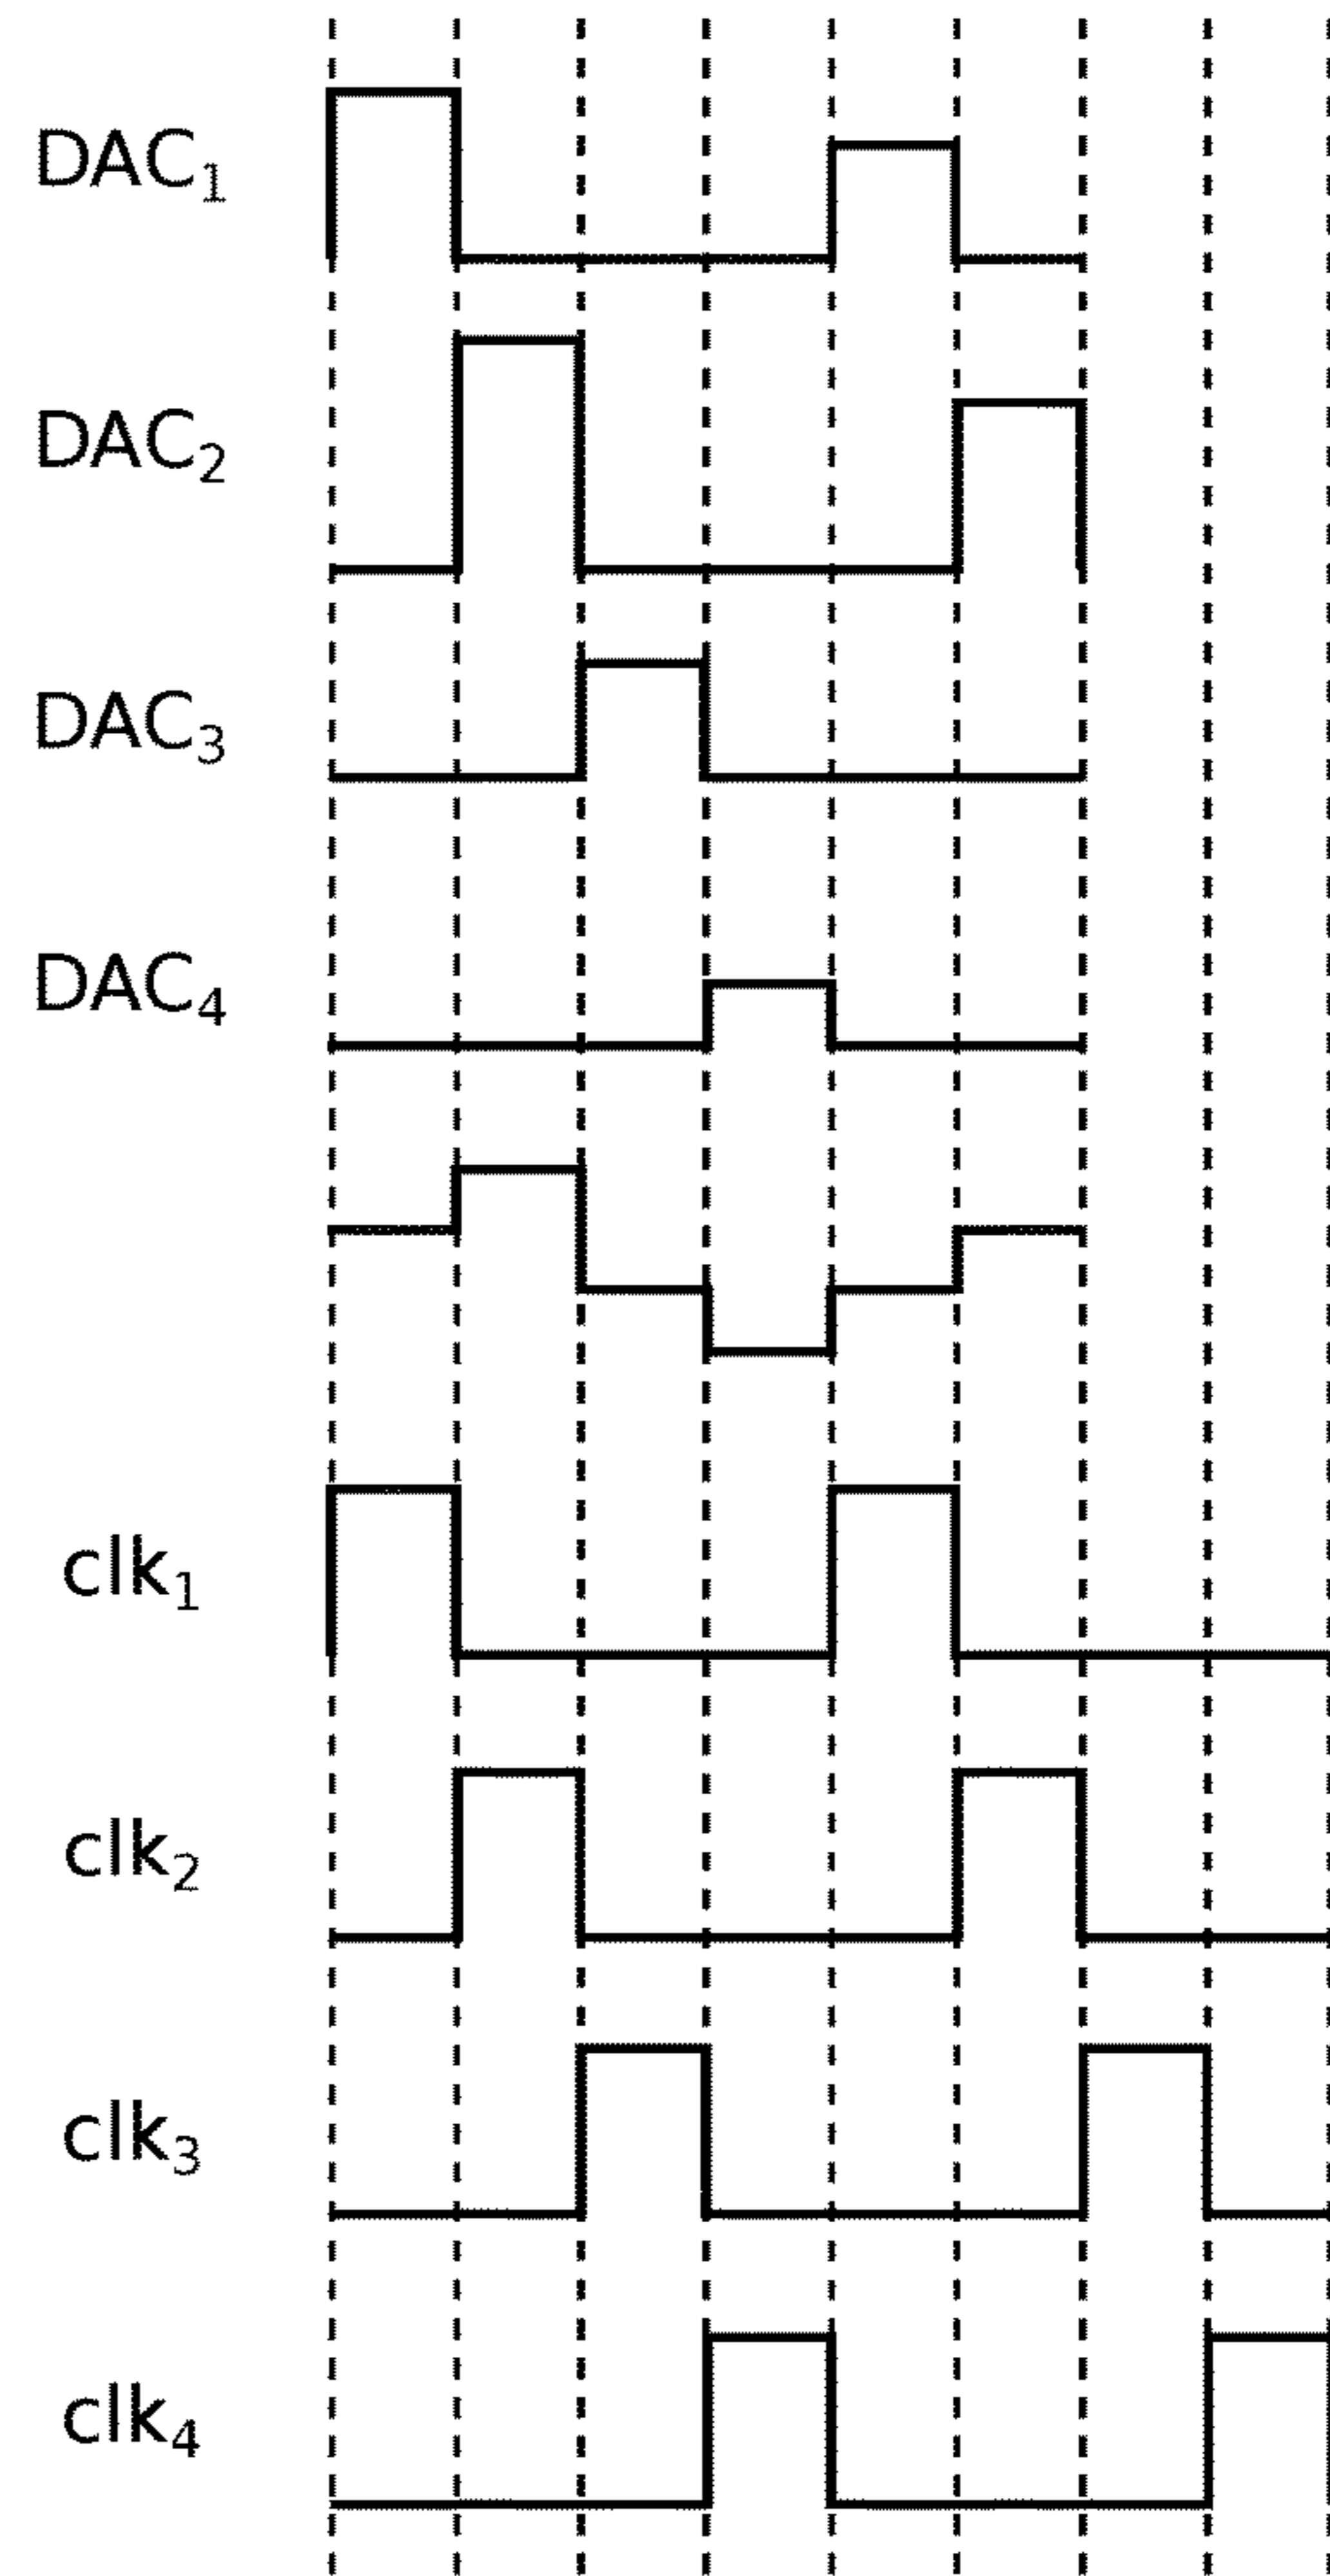 DAC₁
DAC₂
DAC₃
DAC₄
clk₁
clk₂
clk₃
clk₄